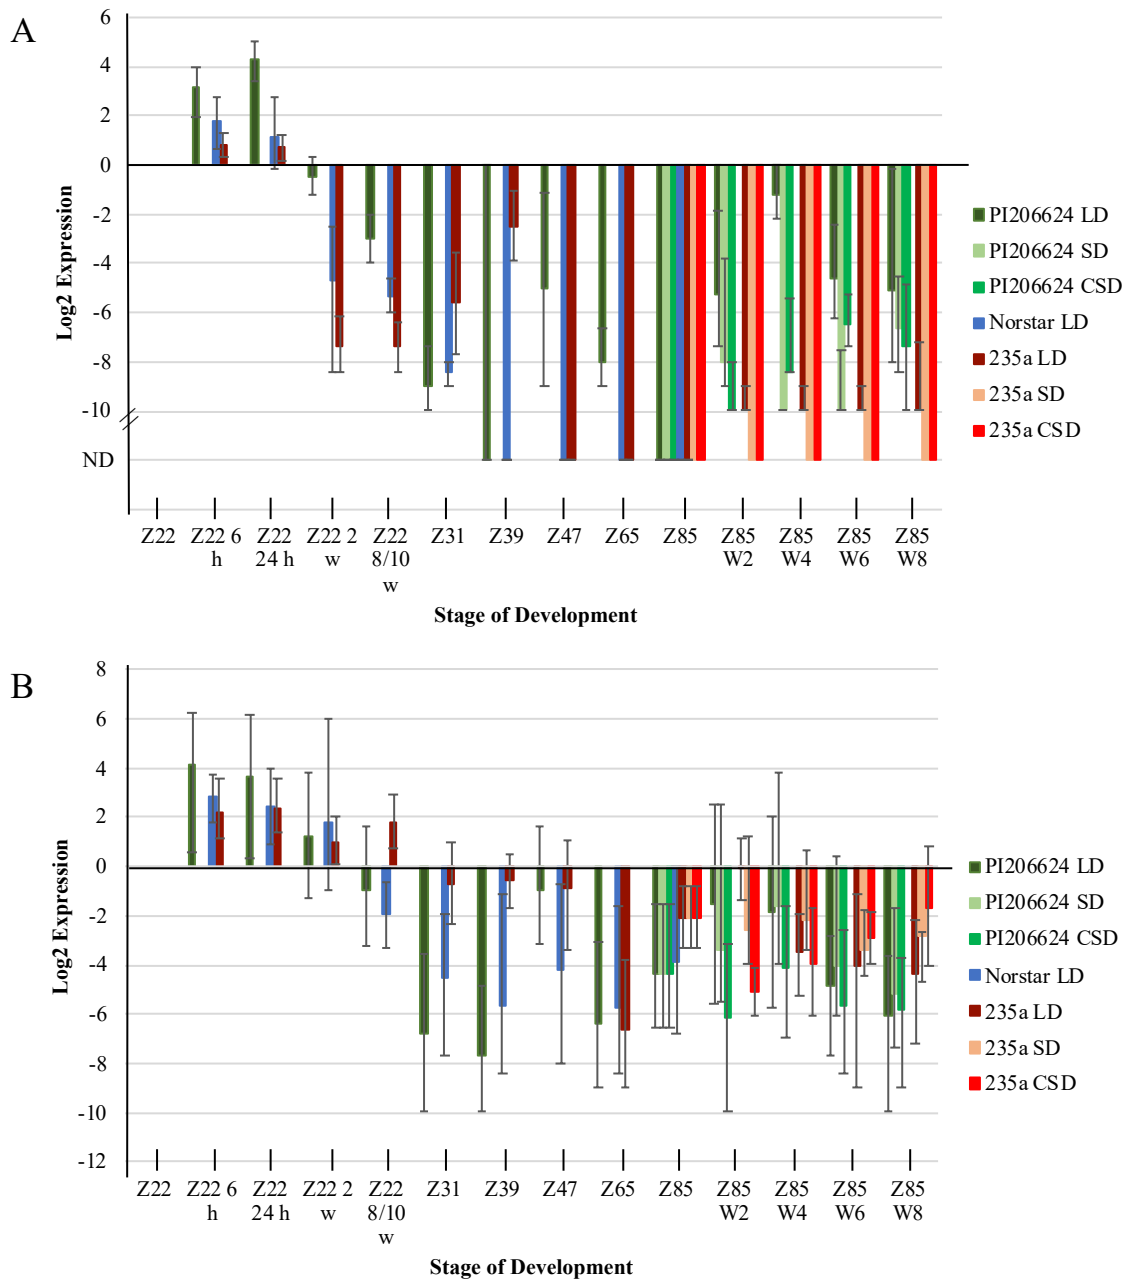 A
6
4
2
0
-2
-4
-6
-8
-10
ND
Log2 Expression
Z22
Z22 6 h
Z22 24 h
Z22 2 w
Z22 8/10 w
Z31
Z39
Z47
Z65
Z85
Z85 W2
Z85 W4
Z85 W6
Z85 W8
Stage of Development
PI206624 LD
PI206624 SD
PI206624 CSD
Norstar LD
235a LD
235a SD
235a CSD
B
8
6
4
2
0
-2
-4
-6
-8
-10
-12
Log2 Expression
Z22
Z22 6 h
Z22 24 h
Z22 2 w
Z22 8/10 w
Z31
Z39
Z47
Z65
Z85
Z85 W2
Z85 W4
Z85 W6
Z85 W8
Stage of Development
PI206624 LD
PI206624 SD
PI206624 CSD
Norstar LD
235a LD
235a SD
235a CSD